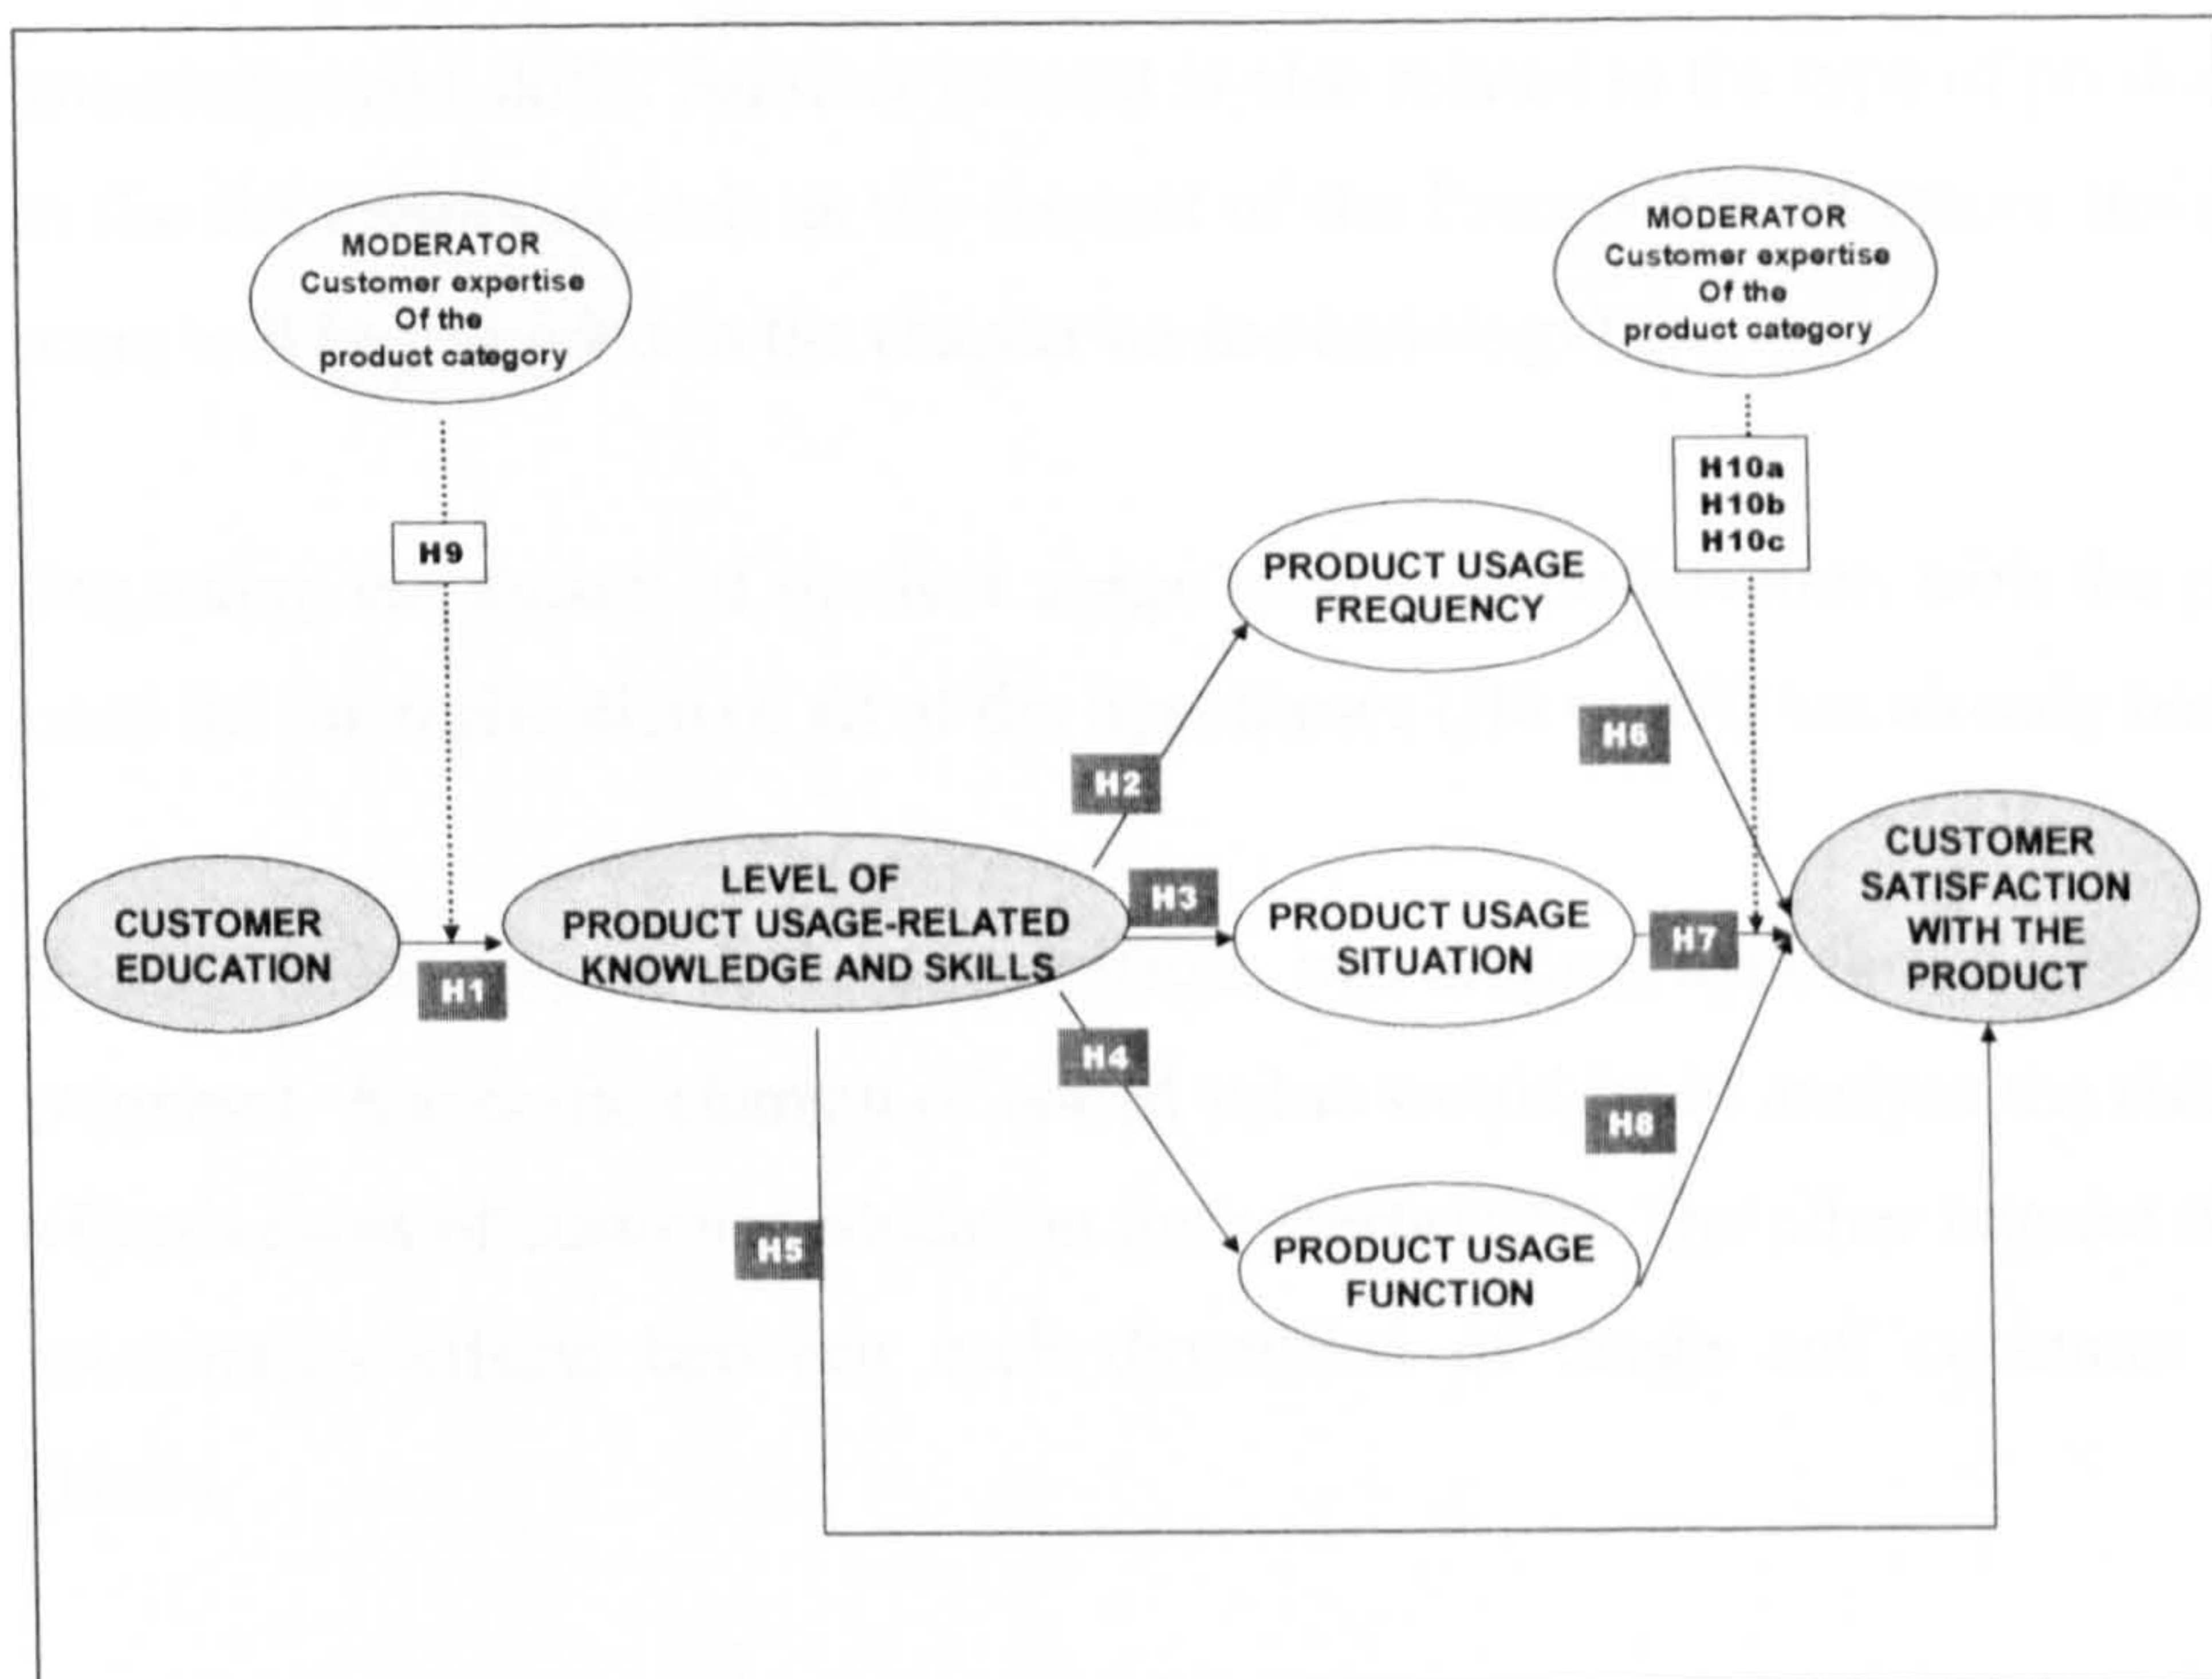 MODERATOR
Customer expertise
Of the
product category
MODERATOR
Customer expertise
Of the
product category
H9
H10a
H10b
H10c
PRODUCT USAGE
FREQUENCY
H6
H2
CUSTOMER
EDUCATION
H1
LEVEL OF
PRODUCT USAGE-RELATED
KNOWLEDGE AND SKILLS
H3
PRODUCT USAGE
SITUATION
H7
CUSTOMER
SATISFACTION
WITH THE
PRODUCT
H4
H8
H5
PRODUCT USAGE
FUNCTION